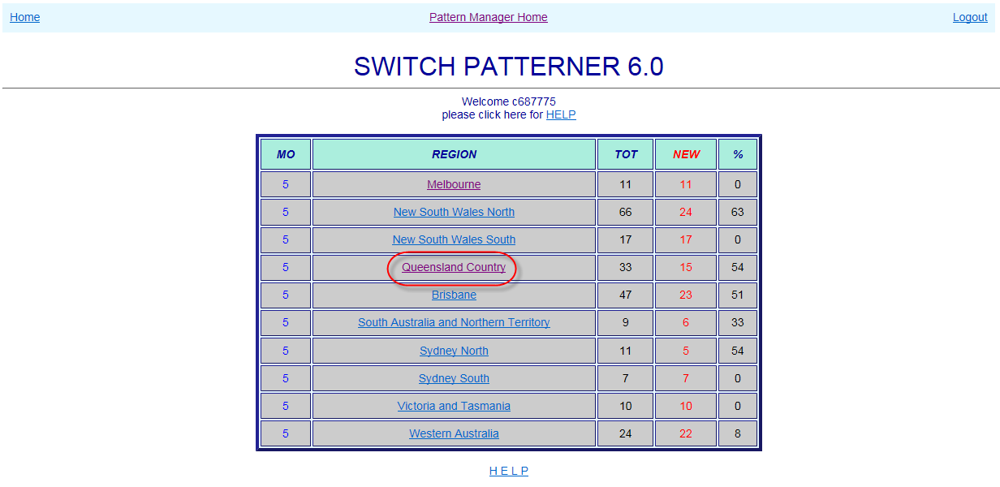 Home Pattern Manager Home Logout
SWITCH PATTERNER 6.0
Welcome c687775
please click here for HELP
MO REGION TOT NEW %
5 Melbourne 11 11 0
5 New South Wales North 66 24 63
5 New South Wales South 17 17 0
5 Queensland Country 33 15 54
5 Brisbane 47 23 51
5 South Australia and Northern Territory 9 6 33
5 Sydney North 11 5 54
5 Sydney South 7 7 0
5 Victoria and Tasmania 10 10 0
5 Western Australia 24 22 8
H E L P